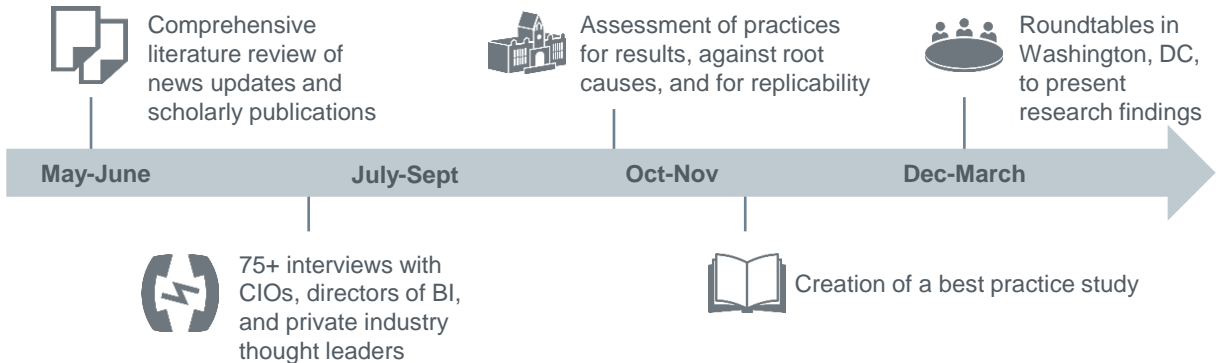 Comprehensive
literature review of
news updates and
scholarly publications
Assessment of practices
for results, against root
causes, and for replicability
Roundtables in
Washington, DC,
to present
research findings
May-June
July-Sept
Oct-Nov
Dec-March
75+ interviews with
CIOs, directors of BI,
and private industry
thought leaders
Creation of a best practice study